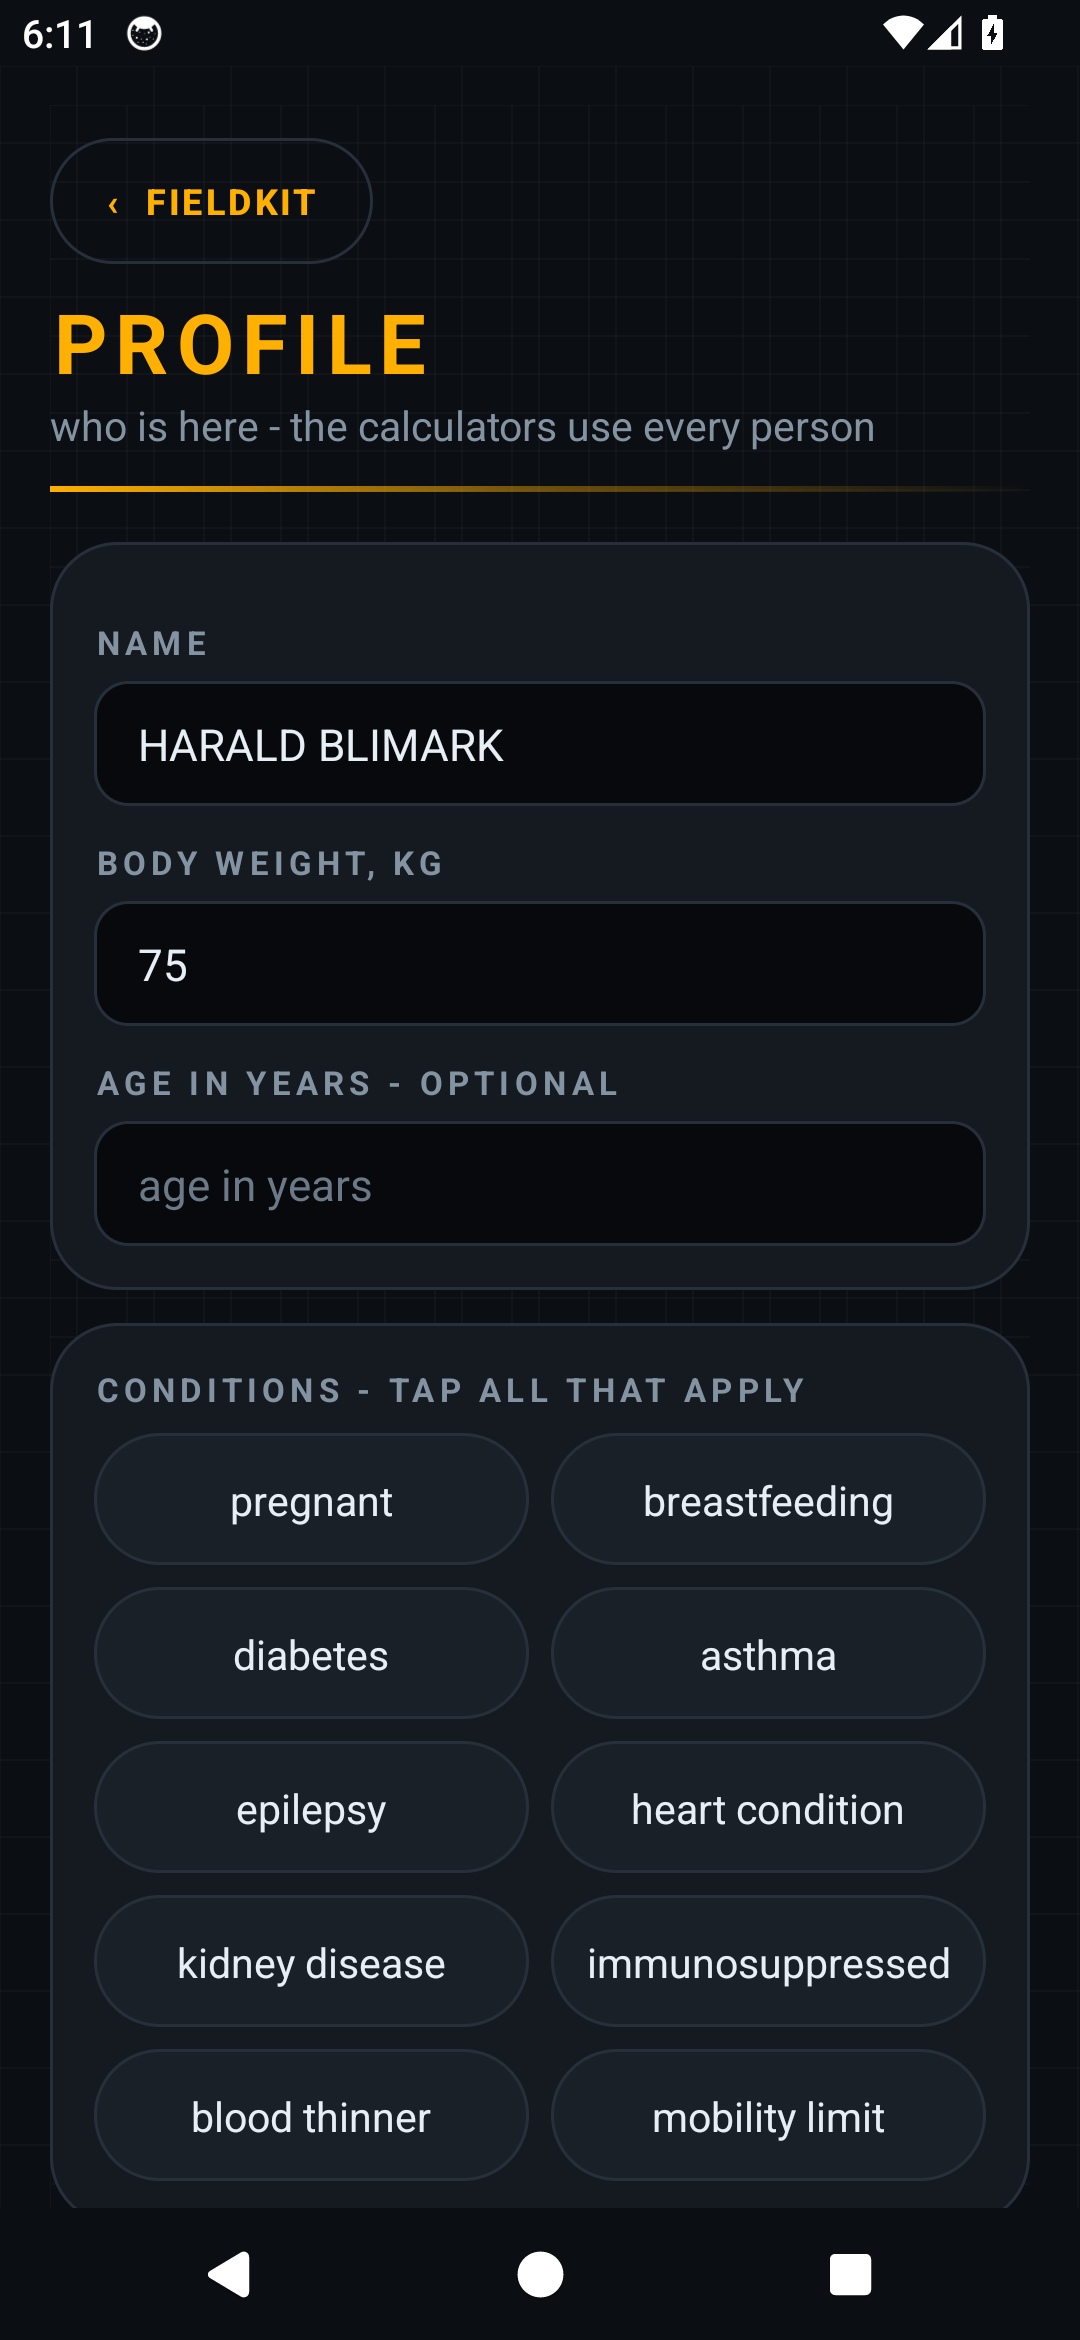 6:11
‹ FIELDKIT
PROFILE
who is here - the calculators use every person
NAME
HARALD BLIMARK
BODY WEIGHT, KG
75
AGE IN YEARS - OPTIONAL
age in years
CONDITIONS - TAP ALL THAT APPLY
pregnant
breastfeeding
diabetes
asthma
epilepsy
heart condition
kidney disease
immunosuppressed
blood thinner
mobility limit